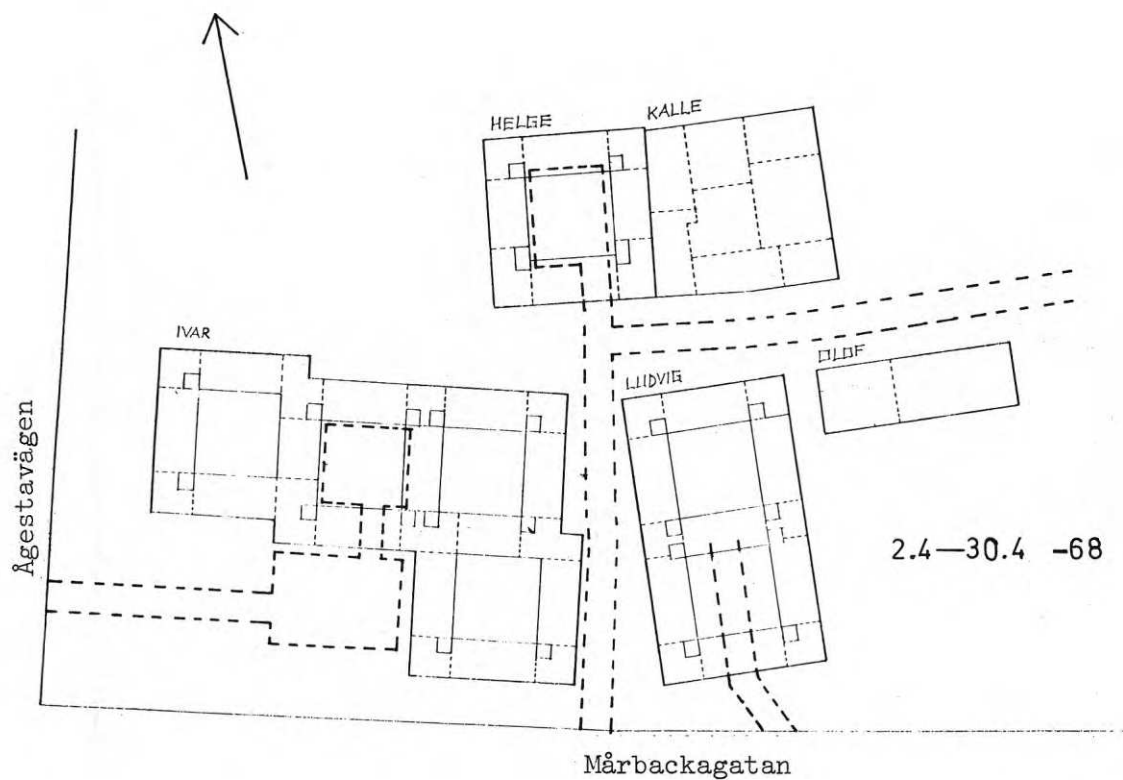 HELGE
KALLE
IVAR
LUDVIG
OLOF
Ågestavägen
2.4—30.4 -68
Mårbackagatan